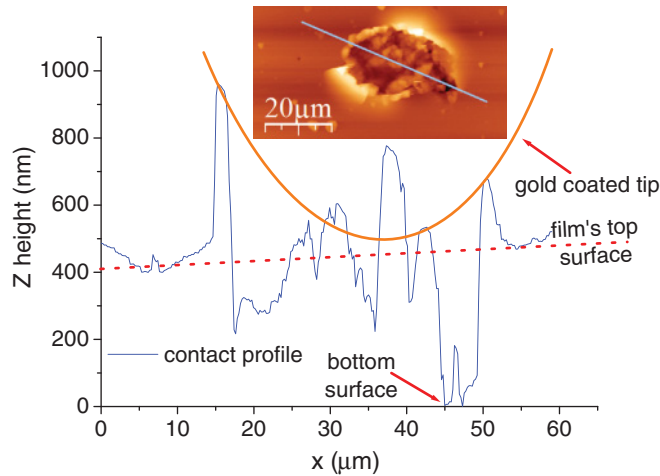 20μm
1000
800
600
400
200
0
Z height (nm)
gold coated tip
film's top
surface
contact profile
bottom
surface
0
10
20
30
40
50
60
x (μm)